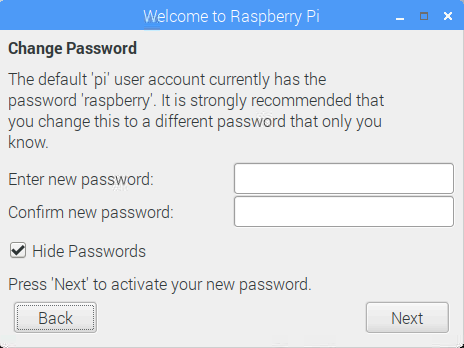 Welcome to Raspberry Pi
Change Password
The default 'pi' user account currently has the
password 'raspberry'. It is strongly recommended that
you change this to a different password that only you
know.
Enter new password:
Confirm new password:
Hide Passwords
Press 'Next' to activate your new password.
Back
Next